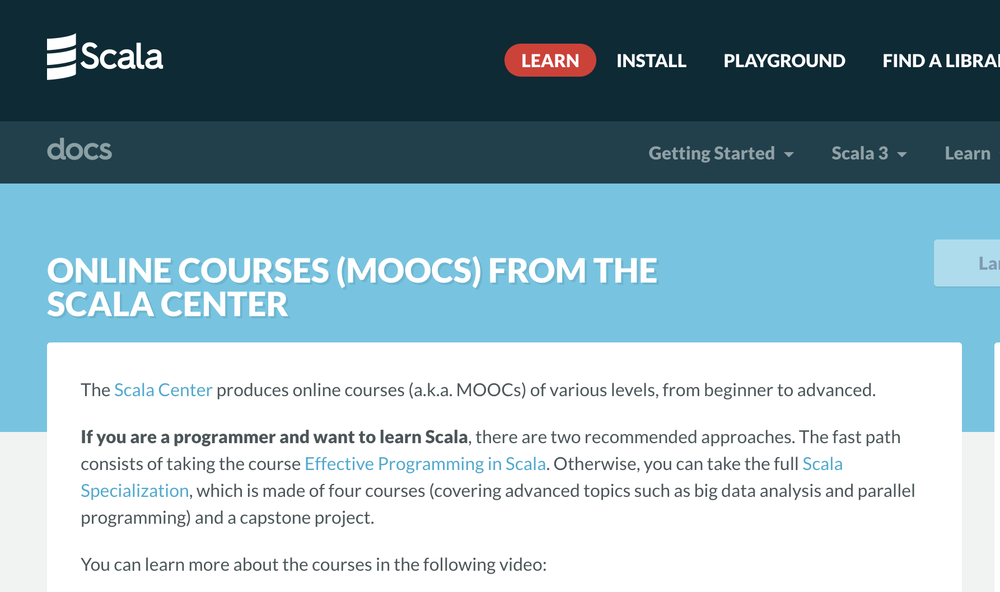 Scala
LEARN INSTALL PLAYGROUND FIND A
docs
Getting Started Scala 3 Learn
ONLINE COURSES (MOOCS) FROM THE
SCALA CENTER
The Scala Center produces online courses (a.k.a. MOOCs) of various levels, from beginner to advanced.
If you are a programmer and want to learn Scala, there are two recommended approaches. The fast path
consists of taking the course Effective Programming in Scala. Otherwise, you can take the full Scala
Specialization, which is made of four courses (covering advanced topics such as big data analysis and parallel
programming) and a capstone project.
You can learn more about the courses in the following video: